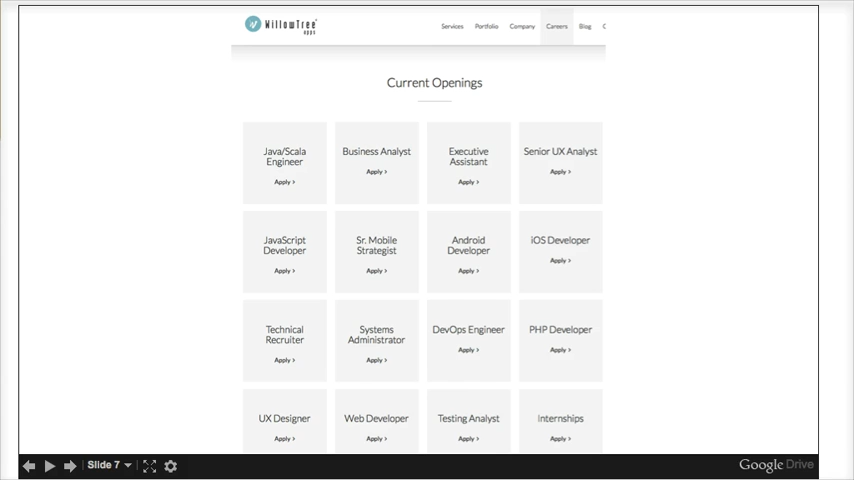 WillowTree
apps
Services Portfolio Company Careers Blog C
Current Openings
Java/Scala
Engineer
Apply >
Business Analyst
Apply >
Executive
Assistant
Apply >
Senior UX Analyst
Apply >
JavaScript
Developer
Apply >
Sr. Mobile
Strategist
Apply >
Android
Developer
Apply >
iOS Developer
Apply >
Technical
Recruiter
Apply >
Systems
Administrator
Apply >
DevOps Engineer
Apply >
PHP Developer
Apply >
UX Designer
Apply >
Web Developer
Apply >
Testing Analyst
Apply >
Internships
Apply >
Slide 7
Google Drive